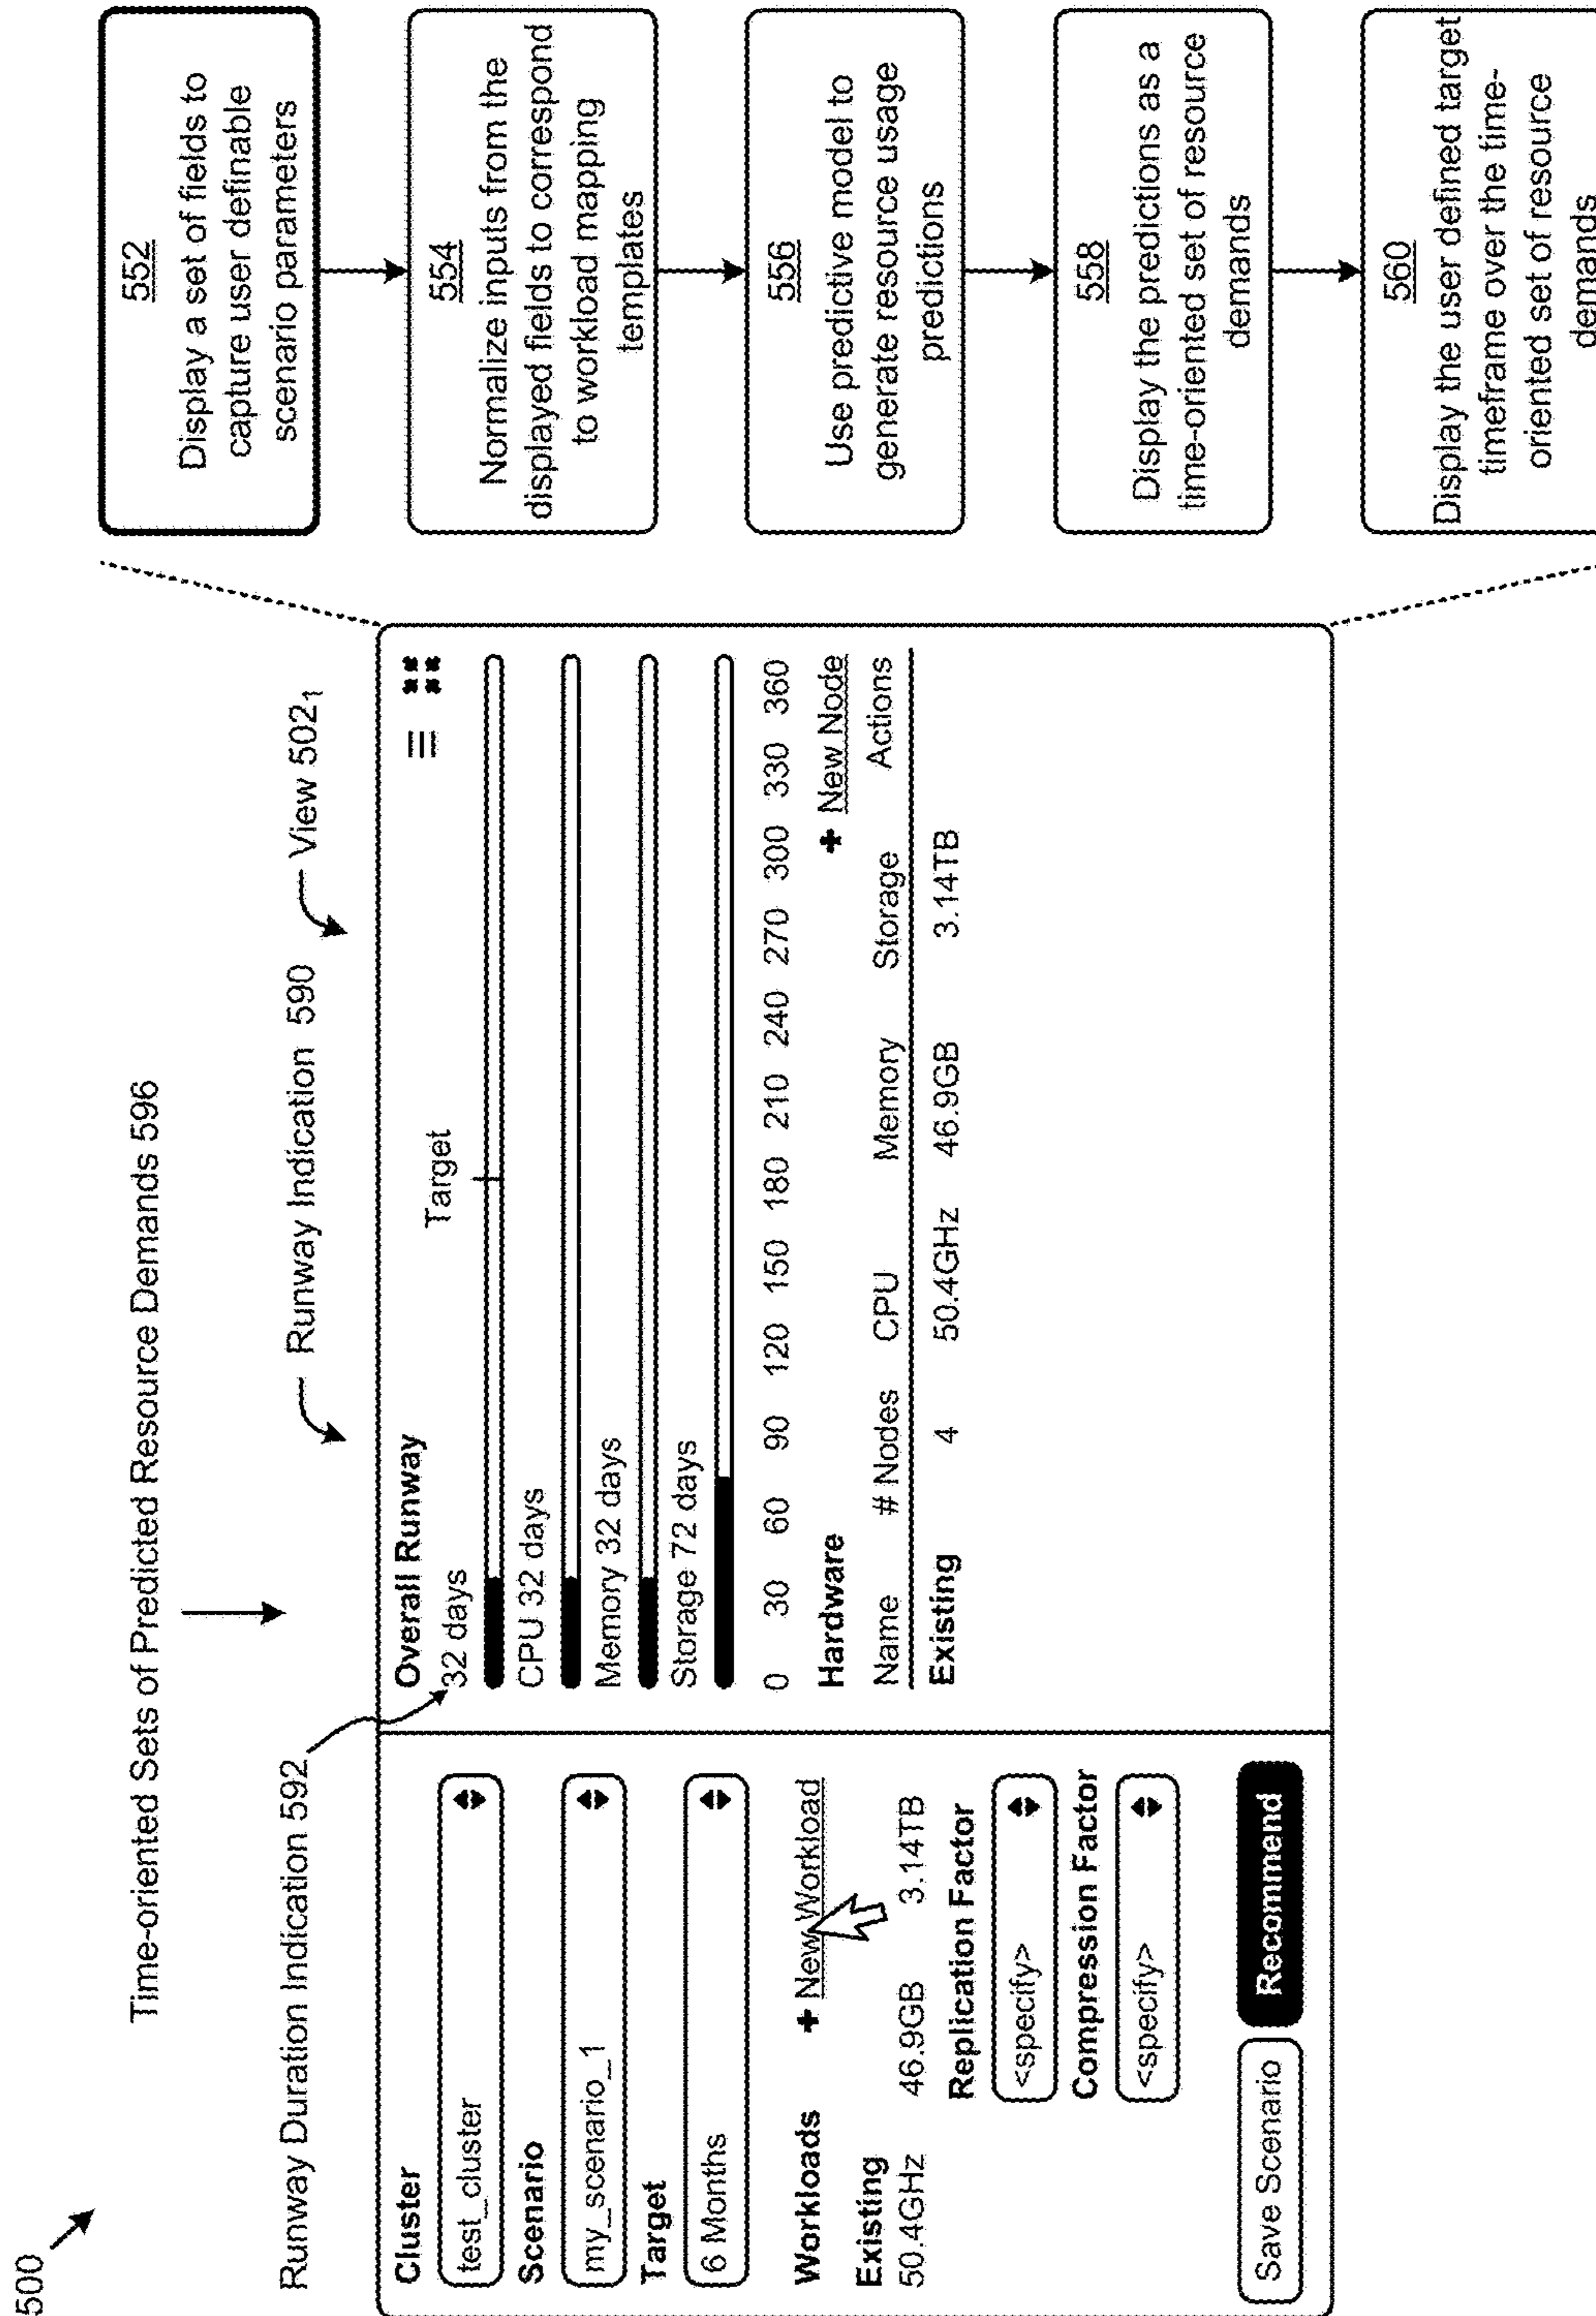 500
Time-oriented Sets of Predicted Resource Demands 596
Runway Duration Indication 592
Runway Indication 590
View 502₁
Cluster
test_cluster
Scenario
my_scenario_1
Target
6 Months
Workloads + New Workload
Existing
50.4GHz 46.9GB 3.14TB
Replication Factor
<specify>
Compression Factor
<specify>
Save Scenario
Recommend
Overall Runway
32 days
Target
CPU 32 days
Memory 32 days
Storage 72 days
0 30 60 90 120 150 180 210 240 270 300 330 360
Hardware + New Node
Name # Nodes CPU Memory Storage Actions
Existing 4 50.4GHz 46.9GB 3.14TB
552
Display a set of fields to
capture user definable
scenario parameters
554
Normalize inputs from the
displayed fields to correspond
to workload mapping
templates
556
Use predictive model to
generate resource usage
predictions
558
Display the predictions as a
time-oriented set of resource
demands
560
Display the user defined target
timeframe over the time-
oriented set of resource
demands